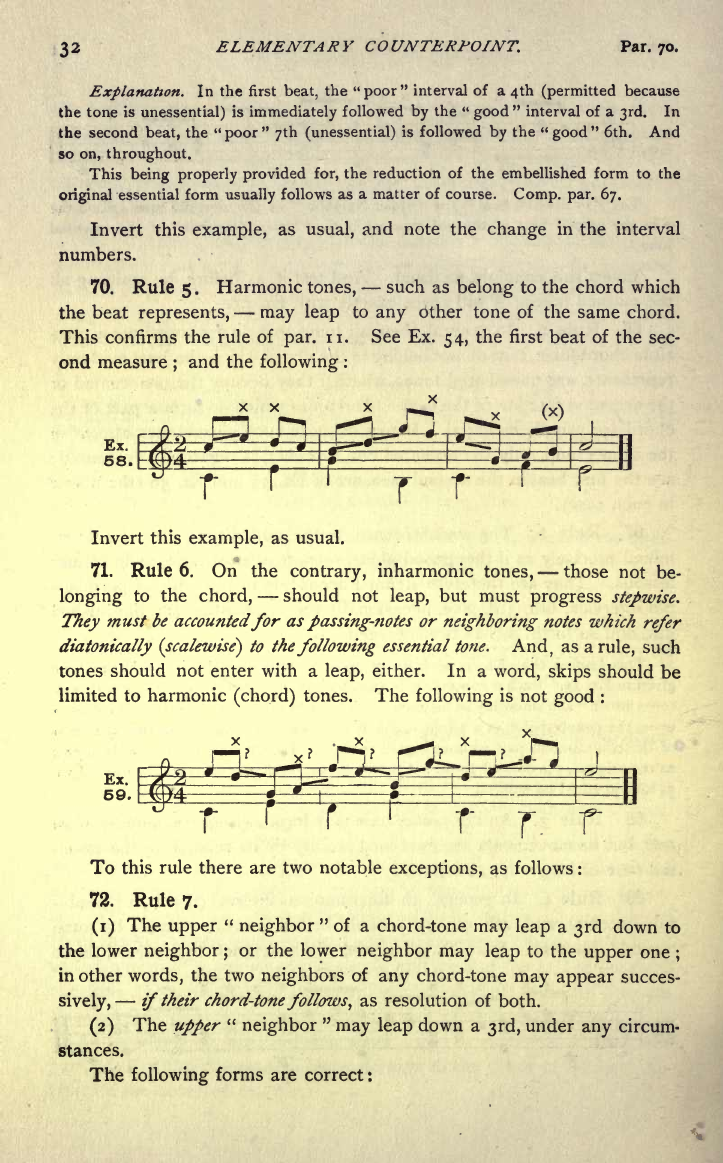 32 ELEMENTARY COUNTERPOINT. Par. 70.
Explanation. In the first beat, the “poor” interval of a 4th (permitted because
the tone is unessential) is immediately followed by the “good” interval of a 3rd. In
the second beat, the “poor” 7th (unessential) is followed by the “good” 6th. And
so on, throughout.
This being properly provided for, the reduction of the embellished form to the
original essential form usually follows as a matter of course. Comp. par. 67.
Invert this example, as usual, and note the change in the interval
numbers.
70. Rule 5. Harmonic tones, — such as belong to the chord which
the beat represents, — may leap to any other tone of the same chord.
This confirms the rule of par. 11. See Ex. 54, the first beat of the sec-
ond measure; and the following:
x x x x x (x)
Ex.
58.
2
4
Invert this example, as usual.
71. Rule 6. On the contrary, inharmonic tones, — those not be-
longing to the chord, — should not leap, but must progress stepwise.
They must be accounted for as passing-notes or neighboring notes which refer
diatonically (scalewise) to the following essential tone. And, as a rule, such
tones should not enter with a leap, either. In a word, skips should be
limited to harmonic (chord) tones. The following is not good:
x ? x ? x ? ? x ? x
Ex.
59.
2
4
To this rule there are two notable exceptions, as follows:
72. Rule 7.
(1) The upper “neighbor” of a chord-tone may leap a 3rd down to
the lower neighbor; or the lower neighbor may leap to the upper one;
in other words, the two neighbors of any chord-tone may appear succes-
sively, — if their chord-tone follows, as resolution of both.
(2) The upper “neighbor” may leap down a 3rd, under any circum-
stances.
The following forms are correct: